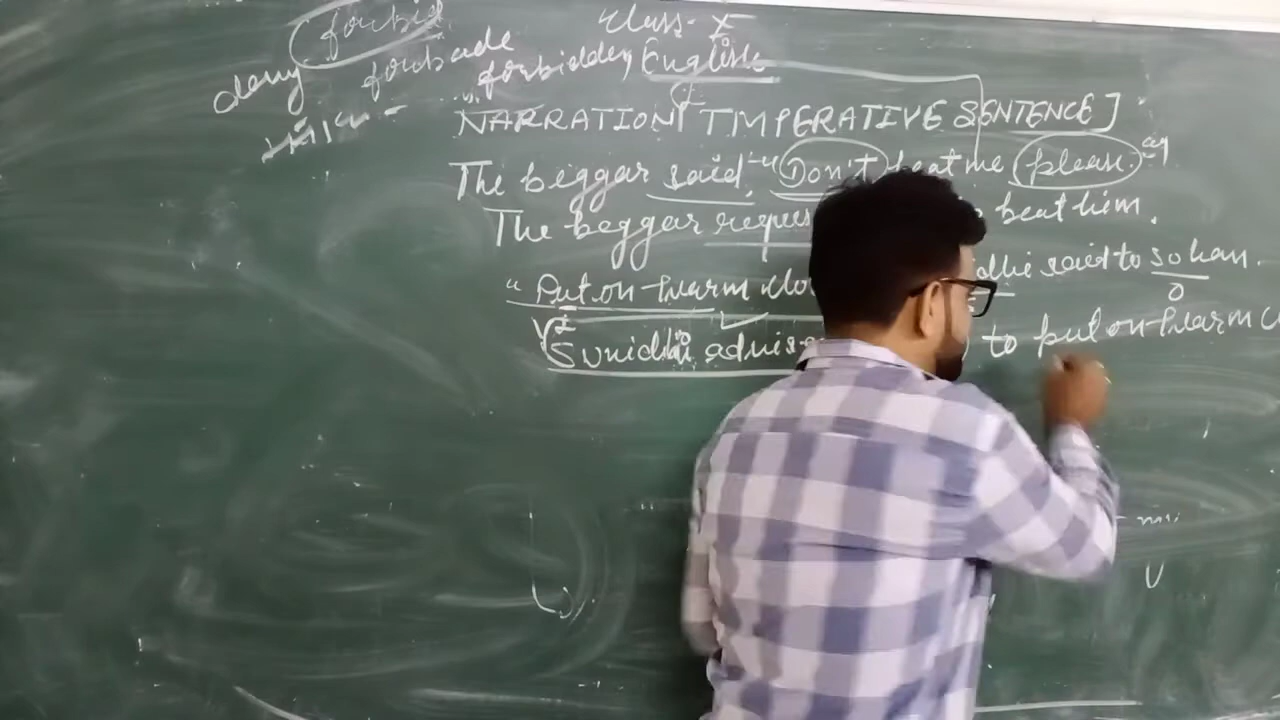 forbid
Class - X
deny forbade forbidden, English
NARRATION [IMPERATIVE SENTENCE]
The beggar said, "Don't beat me please."
The beggar reques beat him.
"Put on warm clo dhi said to sohan.
O
V I
Sunidhi advise to put on warm c
V